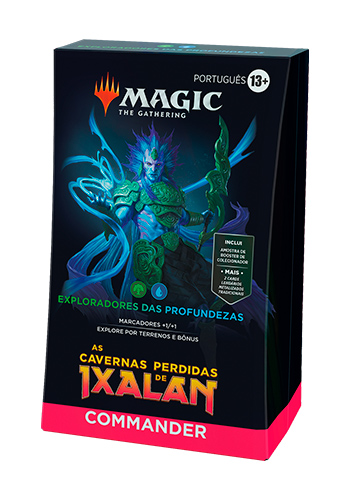 PORTUGUÊS 13+
MAGIC
THE GATHERING
INCLUI
AMOSTRA DE
BOOSTER DE
COLECIONADOR
• MAIS •
2 CARDS
LENDÁRIOS
METALIZADOS
TRADICIONAIS
EXPLORADORES DAS PROFUNDEZAS
MARCADORES +1/+1
EXPLORE POR TERRENOS E BÔNUS
AS
CAVERNAS PERDIDAS
DE
IXALAN
COMMANDER